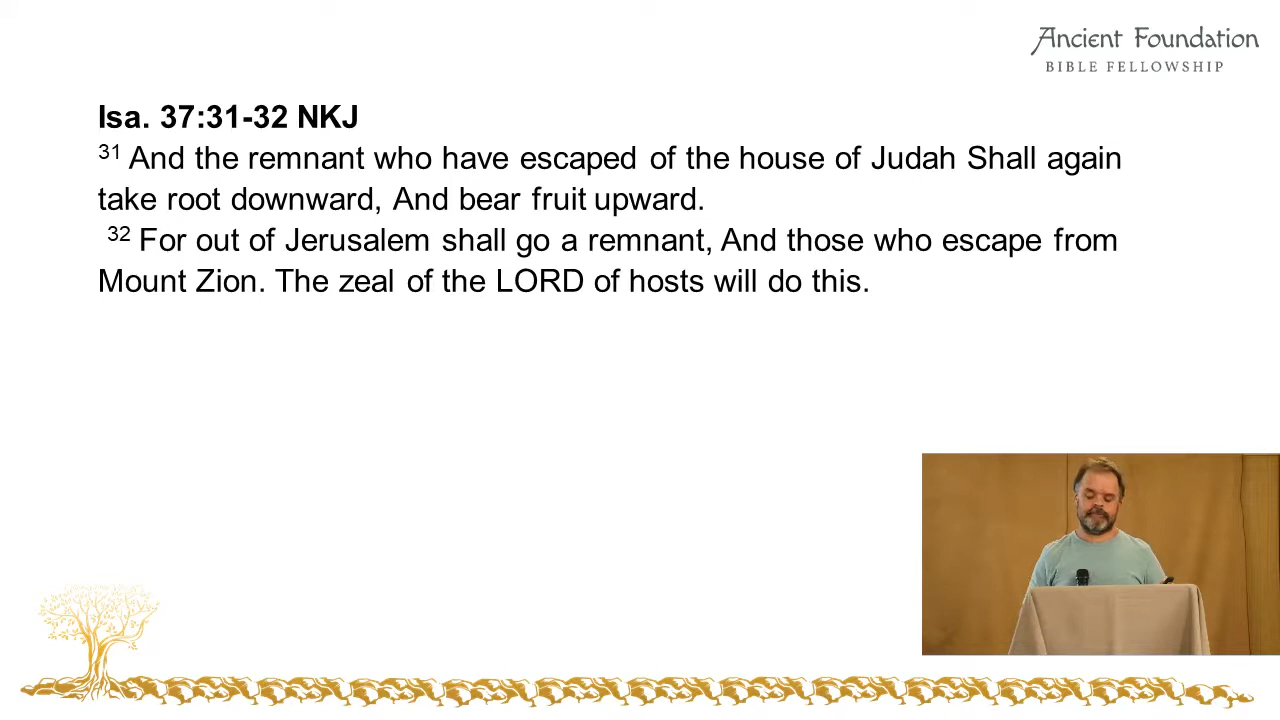 Ancient Foundation
BIBLE FELLOWSHIP
Isa. 37:31-32 NKJ
31 And the remnant who have escaped of the house of Judah Shall again
take root downward, And bear fruit upward.
32 For out of Jerusalem shall go a remnant, And those who escape from
Mount Zion. The zeal of the LORD of hosts will do this.